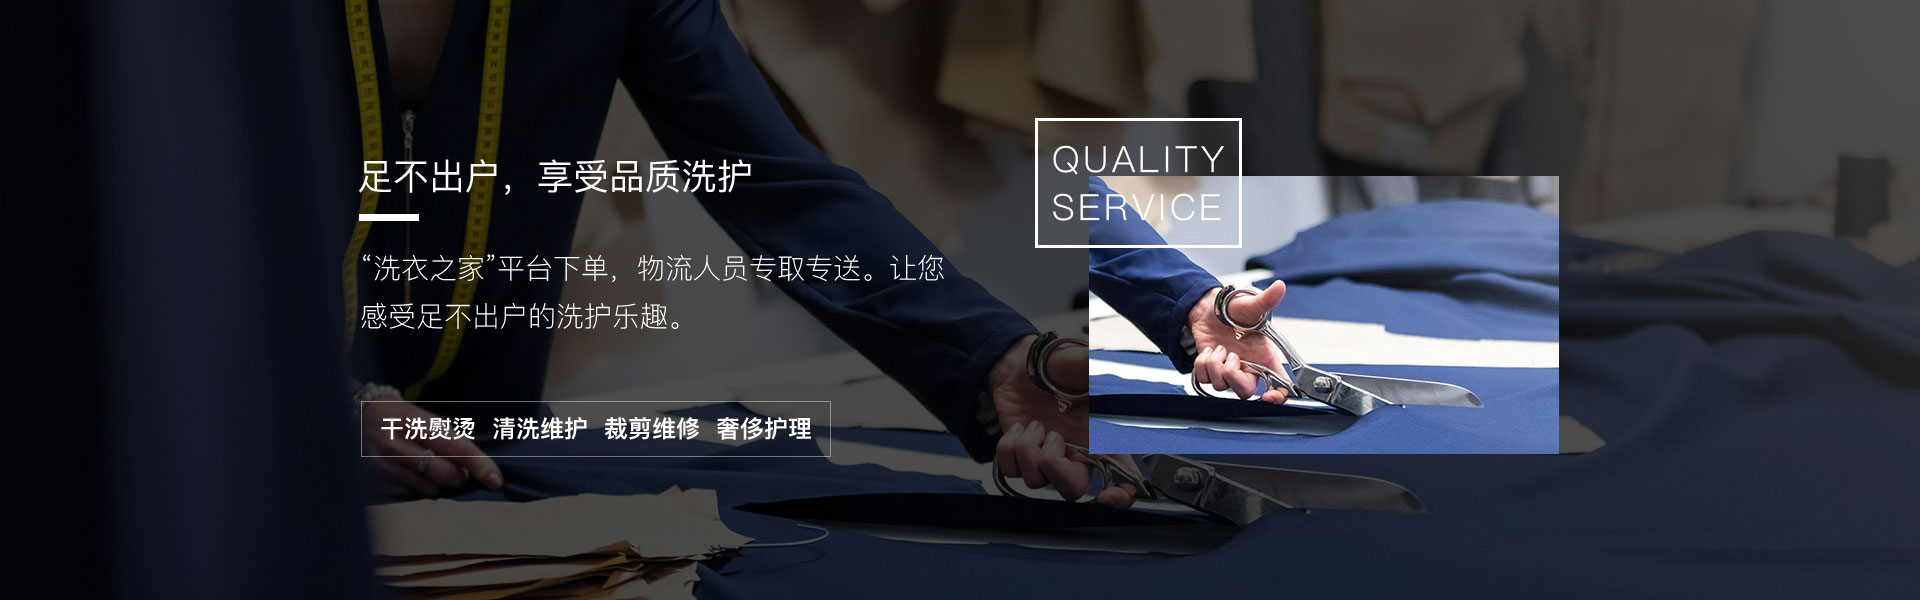 足不出户，享受品质洗护
“洗衣之家”平台下单，物流人员专取专送。让您
感受足不出户的洗护乐趣。
干洗熨烫 清洗维护 裁剪维修 奢侈护理
QUALITY
SERVICE